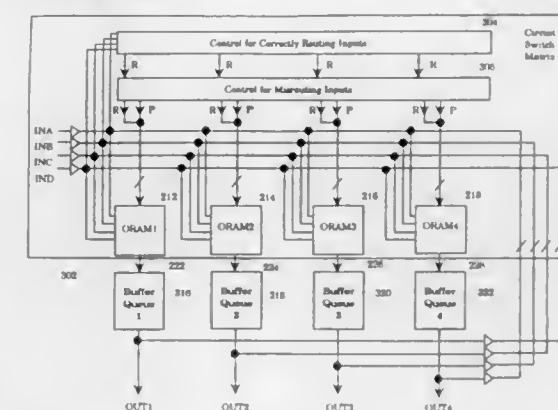 304
Control for Correctly Routing Inputs
Current
Switch
Matrix
R R R R
306
Control for Misrouting Inputs
R P R P R P R P
INA
INB
INC
IND
212 214 216 218
ORAM1 ORAM2 ORAM3 ORAM4
302 222 224 226 228
Buffer Queue 1
316
Buffer Queue 2
318
Buffer Queue 3
320
Buffer Queue 4
322
OUT1 OUT2 OUT3 OUT4